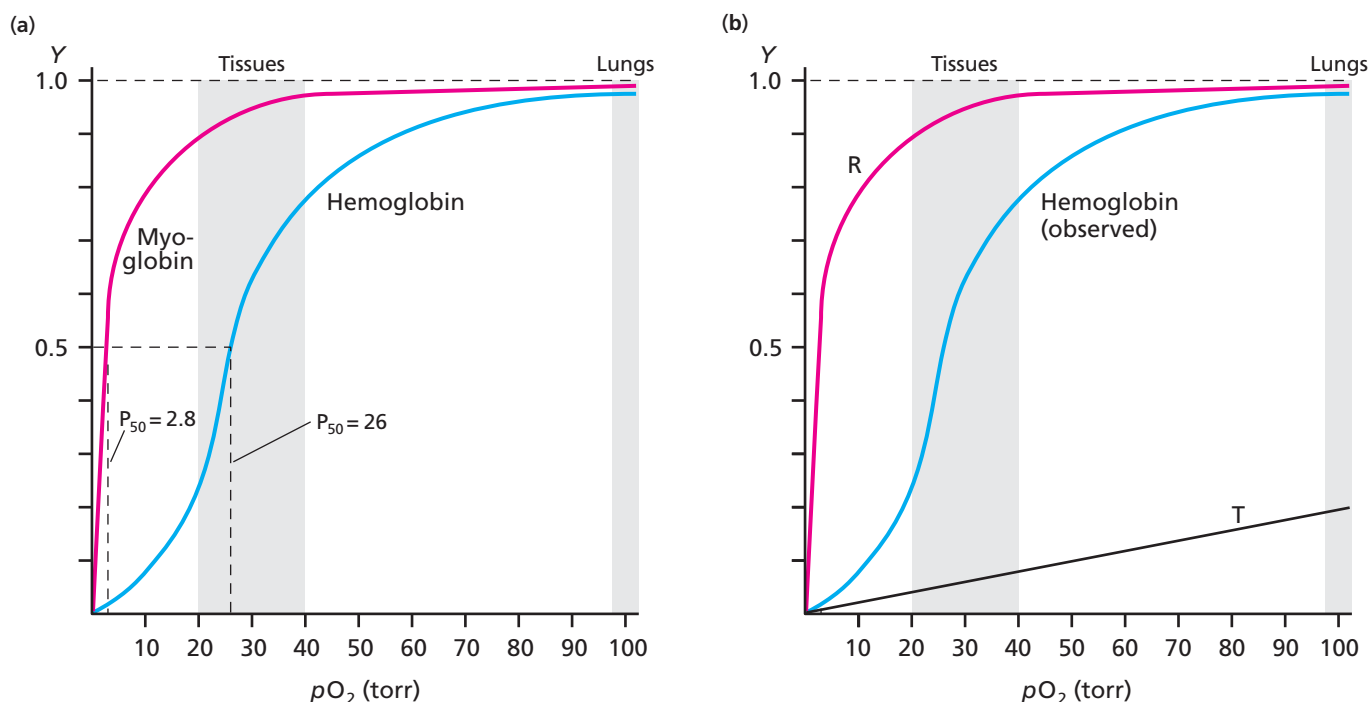 (a)
Y
Tissues
Lungs
1.0
Hemoglobin
Myo-
globin
0.5
P50 = 2.8
P50 = 26
10 20 30 40 50 60 70 80 90 100
pO2 (torr)
(b)
Y
Tissues
Lungs
1.0
R
Hemoglobin
(observed)
0.5
T
10 20 30 40 50 60 70 80 90 100
pO2 (torr)